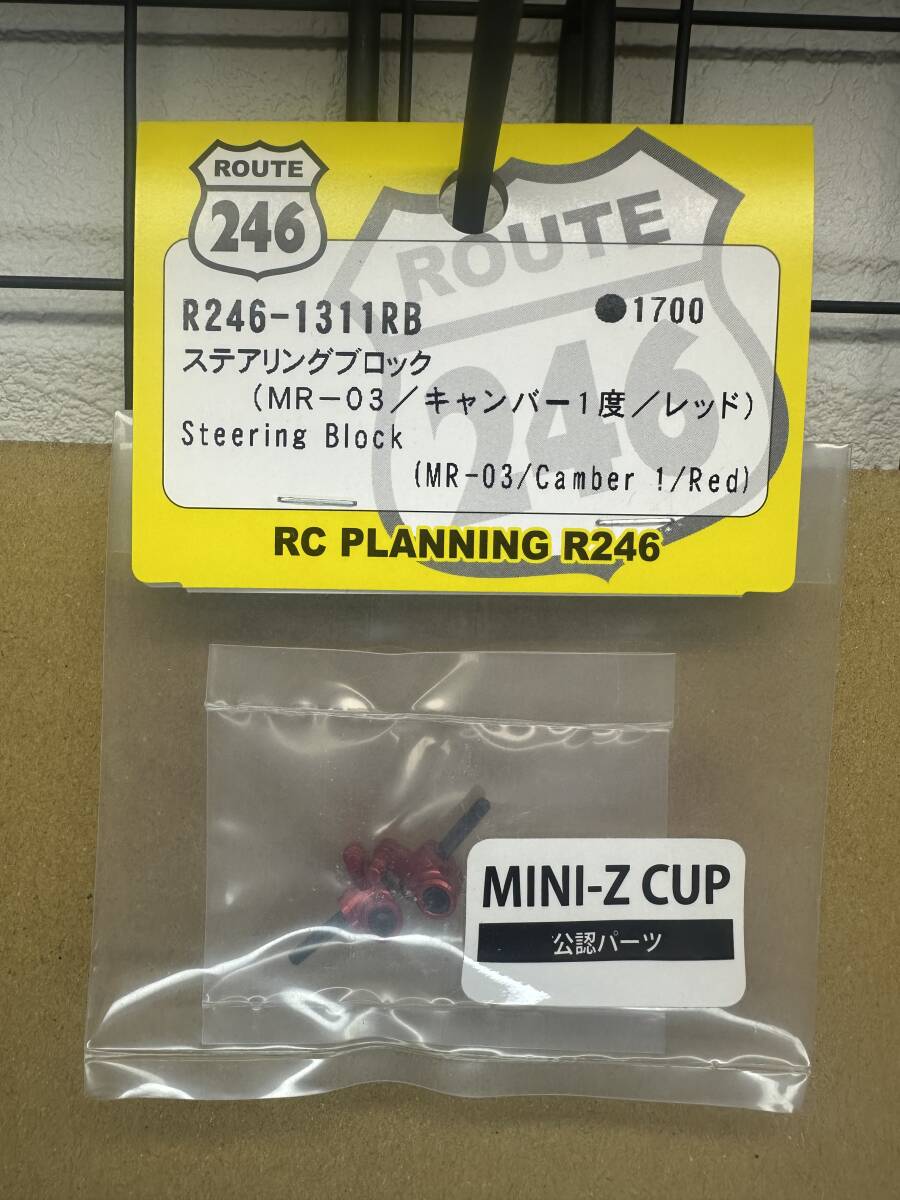 ROUTE
246
ROUTE
246
R246-1311RB
●1700
ステアリングブロック
(MR-03/キャンバー1度/レッド)
Steering Block
(MR-03/Camber 1/Red)
RC PLANNING R246
MINI-Z CUP
公認パーツ